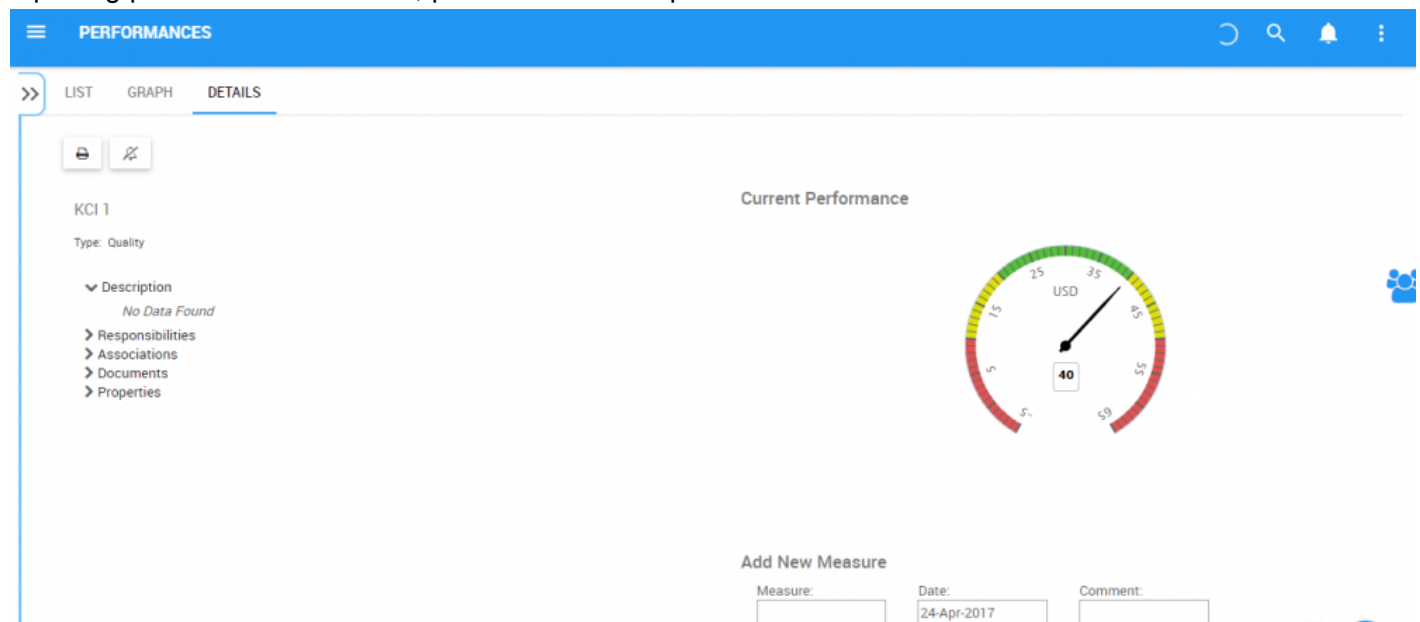 PERFORMANCES
LIST GRAPH DETAILS
KCI 1
Type: Quality
Description
No Data Found
Responsibilities
Associations
Documents
Properties
Current Performance
25 35
USD
15 45
5 55
40
-5 65
Add New Measure
Measure: Date: Comment:
24-Apr-2017